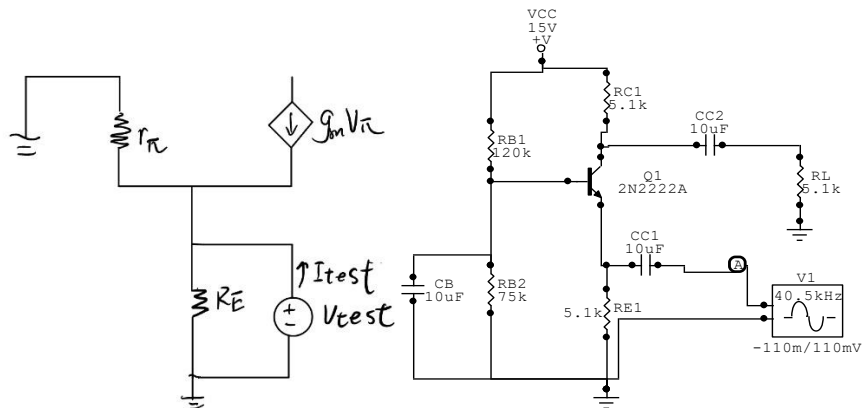 rπ
gmVπ
RE
Itest
Vtest
VCC
15V
+V
RC1
5.1k
CC2
10uF
RB1
120k
Q1
2N2222A
RL
5.1k
CC1
10uF
A
V1
40.5kHz
-110m/110mV
CB
10uF
RB2
75k
5.1k
RE1